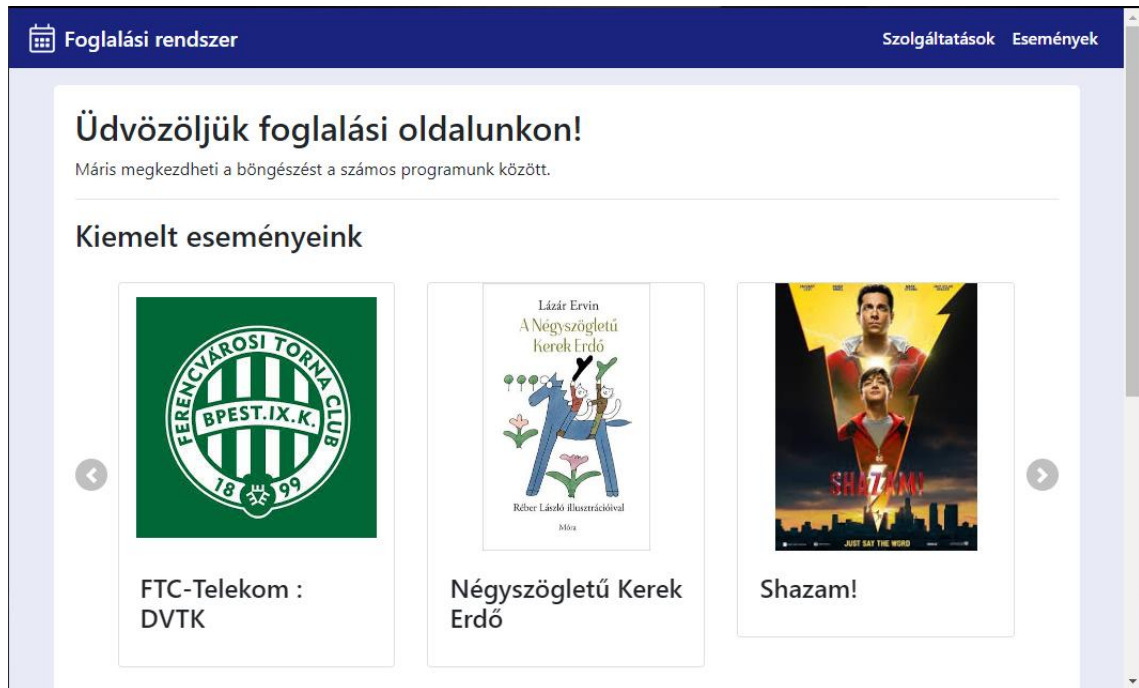 Foglalási rendszer
Szolgáltatások Események
Üdvözöljük foglalási oldalunkon!
Máris megkezdheti a böngészést a számos programunk között.
Kiemelt eseményeink
FERENCVÁROSI TORNA CLUB
BPEST.IX.K.
18 99
FTC-Telekom :
DVTK
Lázár Ervin
A Négyszögletű
Kerek Erdő
Réber László illusztrációival
Móra
Négyszögletű Kerek
Erdő
SHAZAM!
JUST SAY THE WORD
Shazam!